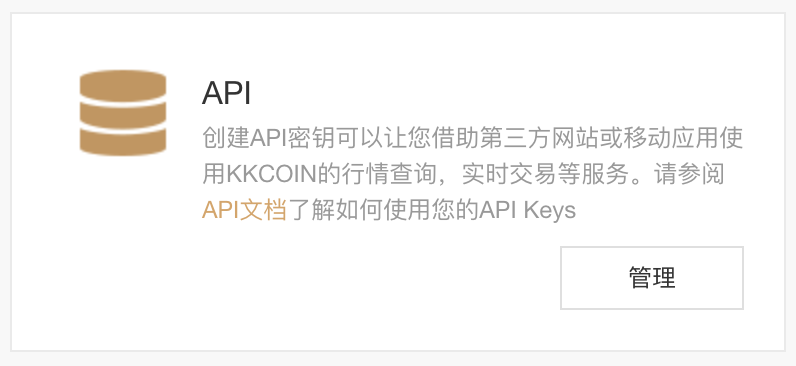 API
创建API密钥可以让您借助第三方网站或移动应用使
用KKCOIN的行情查询，实时交易等服务。请参阅
API文档了解如何使用您的API Keys
管理